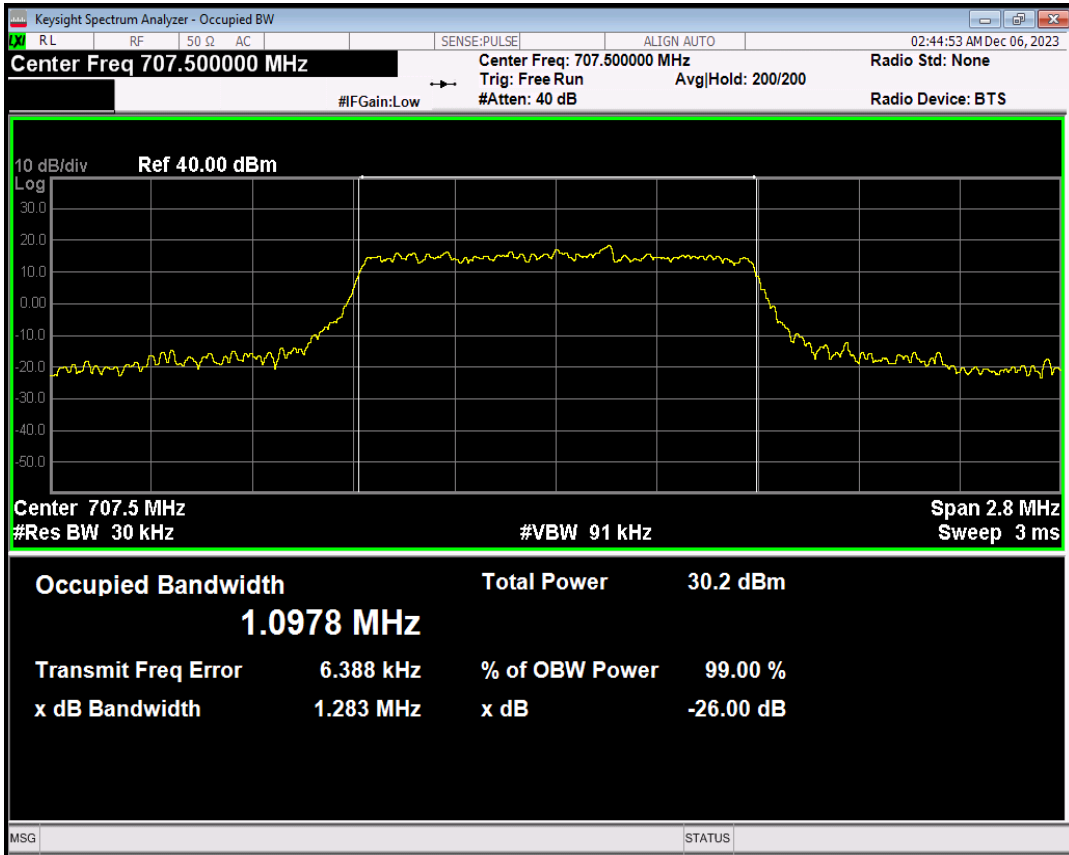 Keysight Spectrum Analyzer - Occupied BW
LXI RL RF 50 Ω AC SENSE:PULSE ALIGN AUTO 02:44:53 AM Dec 06, 2023
Center Freq 707.500000 MHz Center Freq: 707.500000 MHz Radio Std: None
Trig: Free Run Avg|Hold: 200/200
#IFGain:Low #Atten: 40 dB Radio Device: BTS
10 dB/div Ref 40.00 dBm
Log
30.0
20.0
10.0
0.00
-10.0
-20.0
-30.0
-40.0
-50.0
Center 707.5 MHz Span 2.8 MHz
#Res BW 30 kHz #VBW 91 kHz Sweep 3 ms
Occupied Bandwidth Total Power 30.2 dBm
1.0978 MHz
Transmit Freq Error 6.388 kHz % of OBW Power 99.00 %
x dB Bandwidth 1.283 MHz x dB -26.00 dB
MSG STATUS